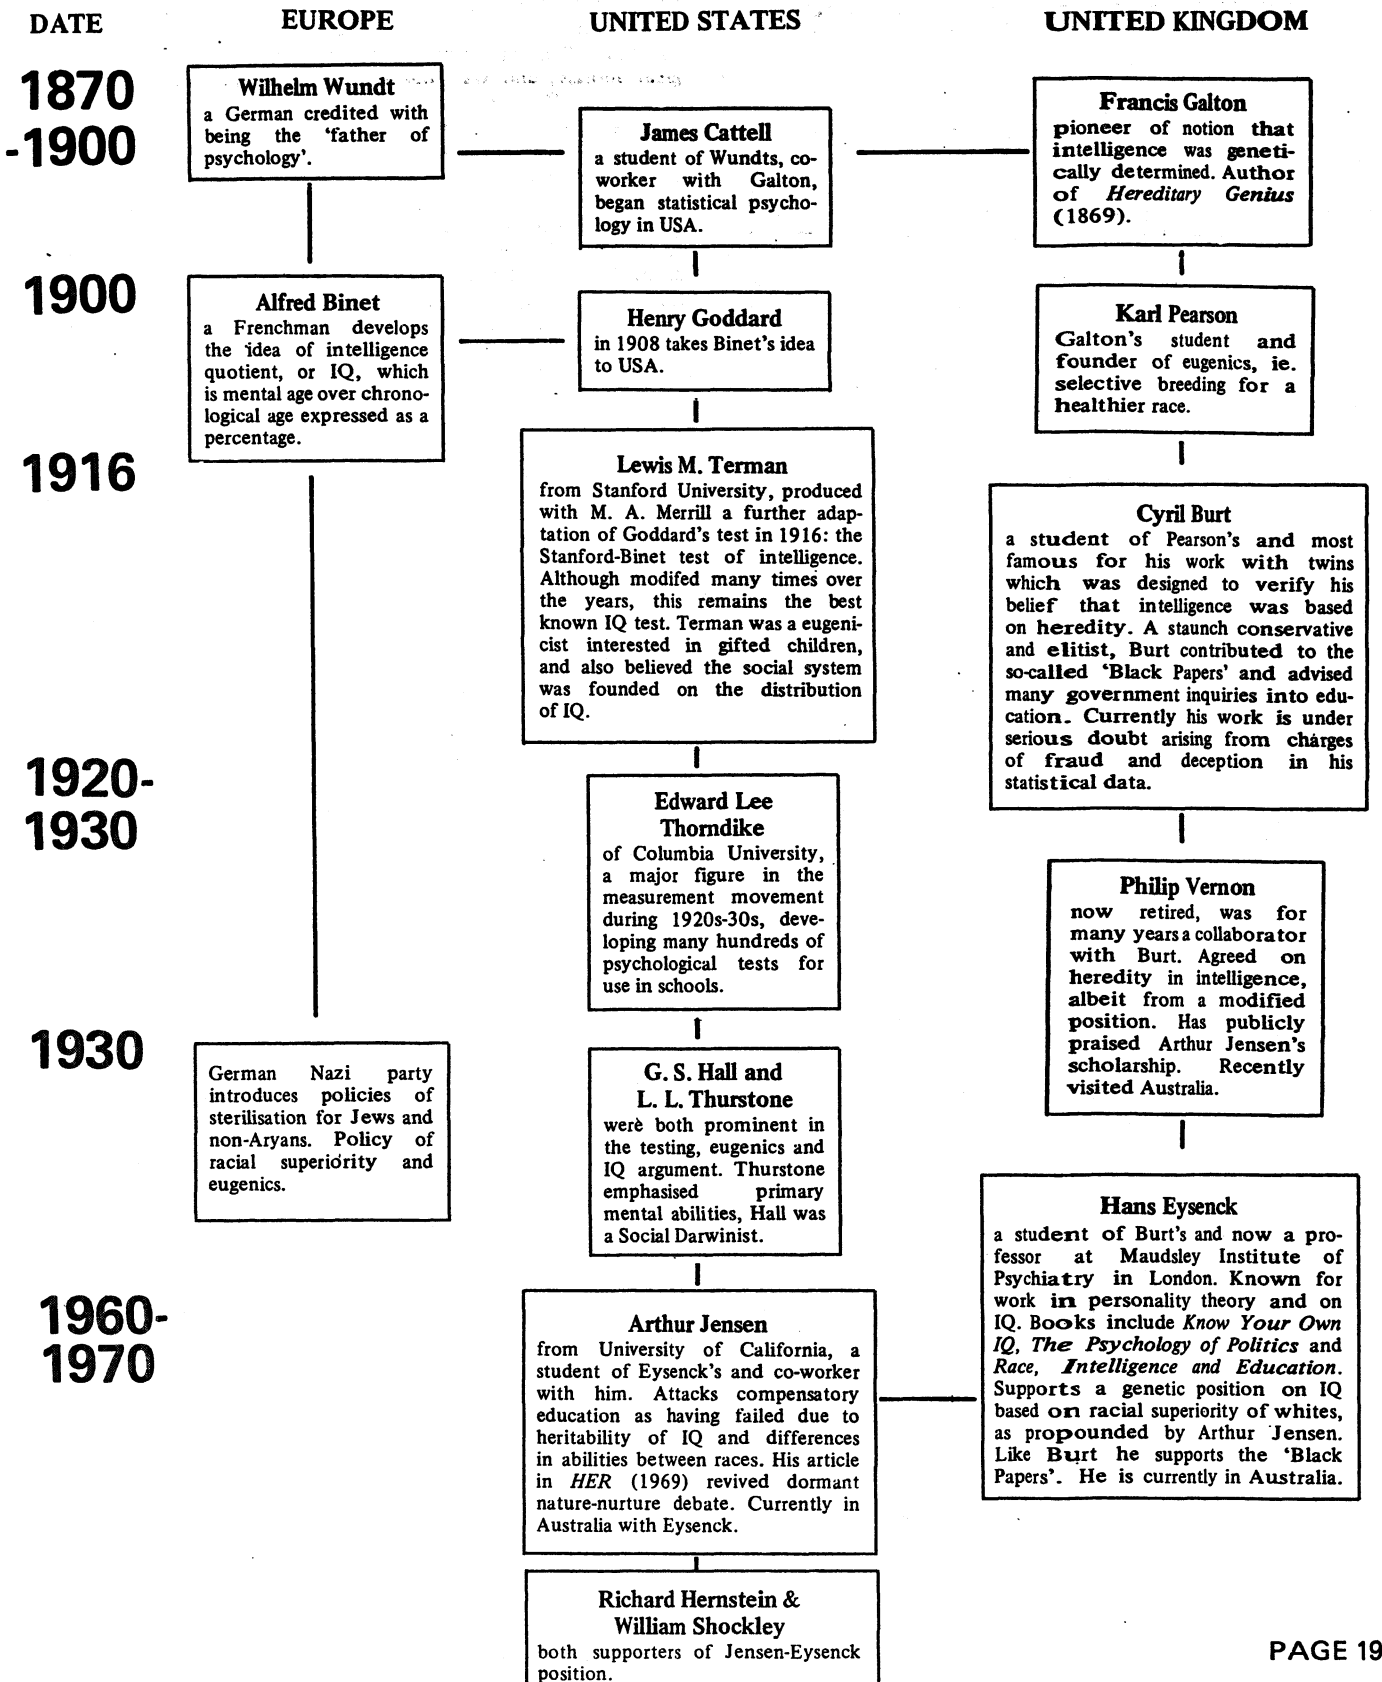 DATE
EUROPE
UNITED STATES
UNITED KINGDOM
1870
-1900
Wilhelm Wundt
a German credited with
being the 'father of
psychology'.
James Cattell
a student of Wundts, co-
worker with Galton,
began statistical psycho-
logy in USA.
Francis Galton
pioneer of notion that
intelligence was geneti-
cally determined. Author
of Hereditary Genius
(1869).
1900
Alfred Binet
a Frenchman develops
the idea of intelligence
quotient, or IQ, which
is mental age over chrono-
logical age expressed as a
percentage.
Henry Goddard
in 1908 takes Binet's idea
to USA.
Karl Pearson
Galton's student and
founder of eugenics, ie.
selective breeding for a
healthier race.
1916
Lewis M. Terman
from Stanford University, produced
with M. A. Merrill a further adap-
tation of Goddard's test in 1916: the
Stanford-Binet test of intelligence.
Although modifed many times over
the years, this remains the best
known IQ test. Terman was a eugeni-
cist interested in gifted children,
and also believed the social system
was founded on the distribution
of IQ.
Cyril Burt
a student of Pearson's and most
famous for his work with twins
which was designed to verify his
belief that intelligence was based
on heredity. A staunch conservative
and elitist, Burt contributed to the
so-called 'Black Papers' and advised
many government inquiries into edu-
cation. Currently his work is under
serious doubt arising from charges
of fraud and deception in his
statistical data.
1920-
1930
Edward Lee
Thorndike
of Columbia University,
a major figure in the
measurement movement
during 1920s-30s, deve-
loping many hundreds of
psychological tests for
use in schools.
Philip Vernon
now retired, was for
many years a collaborator
with Burt. Agreed on
heredity in intelligence,
albeit from a modified
position. Has publicly
praised Arthur Jensen's
scholarship. Recently
visited Australia.
1930
German Nazi party
introduces policies of
sterilisation for Jews and
non-Aryans. Policy of
racial superiority and
eugenics.
G. S. Hall and
L. L. Thurstone
were both prominent in
the testing, eugenics and
IQ argument. Thurstone
emphasised primary
mental abilities, Hall was
a Social Darwinist.
Hans Eysenck
a student of Burt's and now a pro-
fessor at Maudsley Institute of
Psychiatry in London. Known for
work in personality theory and on
IQ. Books include Know Your Own
IQ, The Psychology of Politics and
Race, Intelligence and Education.
Supports a genetic position on IQ
based on racial superiority of whites,
as propounded by Arthur Jensen.
Like Burt he supports the 'Black
Papers'. He is currently in Australia.
1960-
1970
Arthur Jensen
from University of California, a
student of Eysenck's and co-worker
with him. Attacks compensatory
education as having failed due to
heritability of IQ and differences
in abilities between races. His article
in HER (1969) revived dormant
nature-nurture debate. Currently in
Australia with Eysenck.
Richard Hernstein &
William Shockley
both supporters of Jensen-Eysenck
position.
PAGE 19